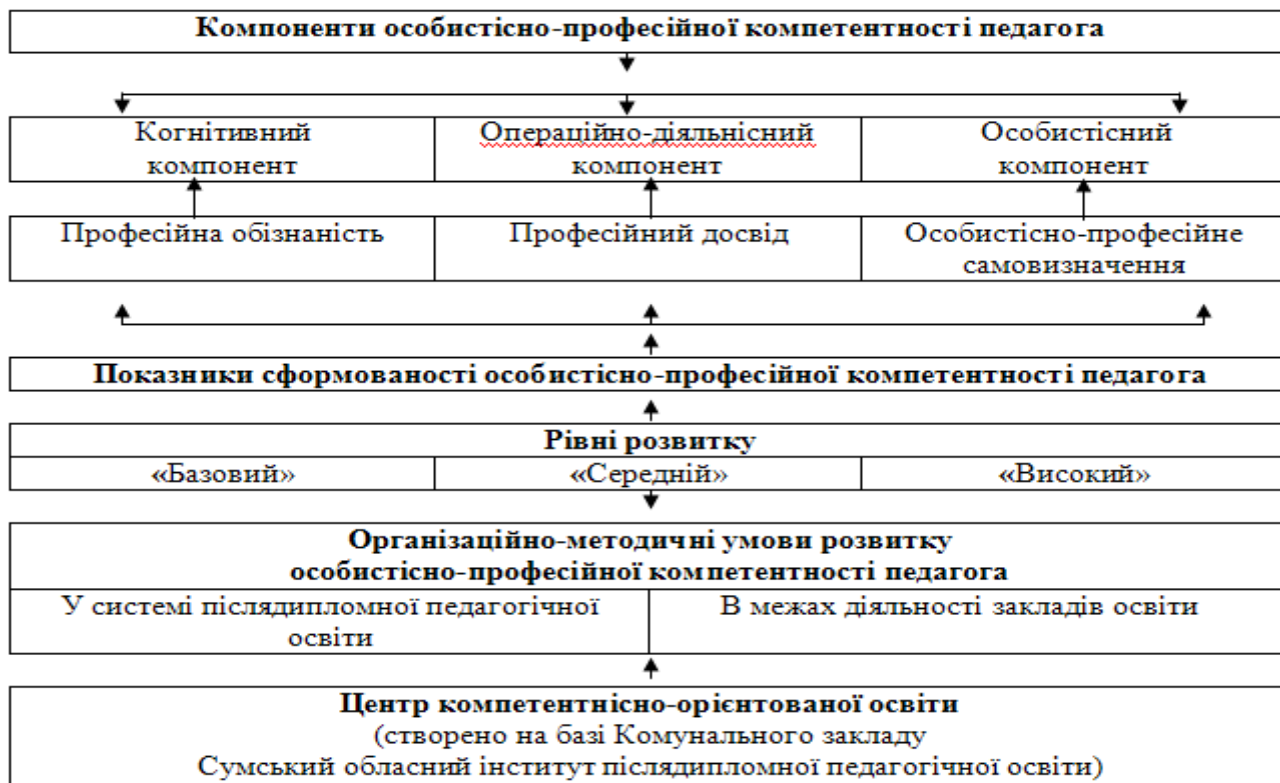 Компоненти особистісно-професійної компетентності педагога
Когнитивний
компонент
Операційно-діяльнісний
компонент
Особистісний
компонент
Професійна обізнаність
Професійний досвід
Особистісно-професійне
самовизначення
Показники сформованості особистісно-професійної компетентності педагога
Рівні розвитку
«Базовий»
«Середній»
«Високий»
Організаційно-методичні умови розвитку
особистісно-професійної компетентності педагога
У системі післядипломної педагогічної
освіти
В межах діяльності закладів освіти
Центр компетентнісно-орієнтованої освіти
(створено на базі Комунального закладу
Сумський обласний інститут післядипломної педагогічної освіти)